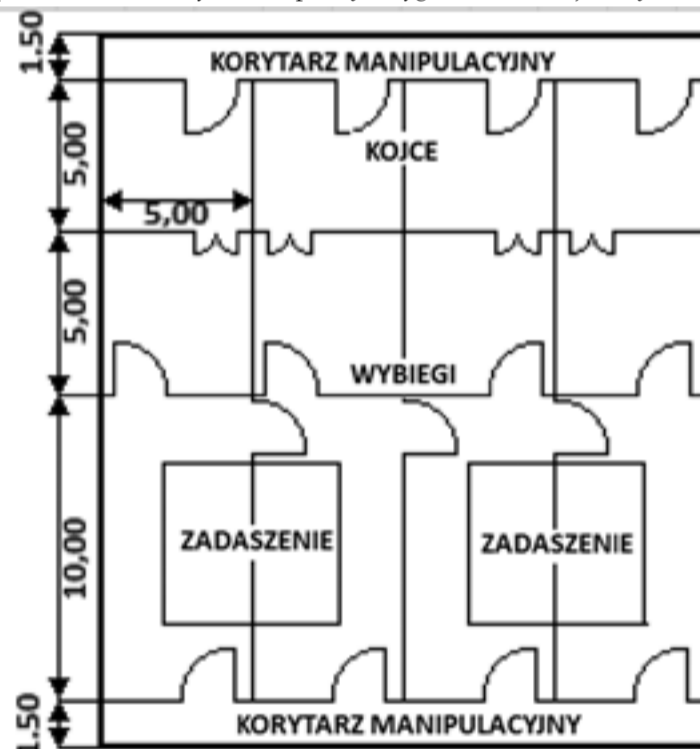 1.50
KORYTARZ MANIPULACYJNY
5,00
KOJCE
5,00
5,00
WYBIEGI
10,00
ZADASZENIE
ZADASZENIE
1.50
KORYTARZ MANIPULACYJNY